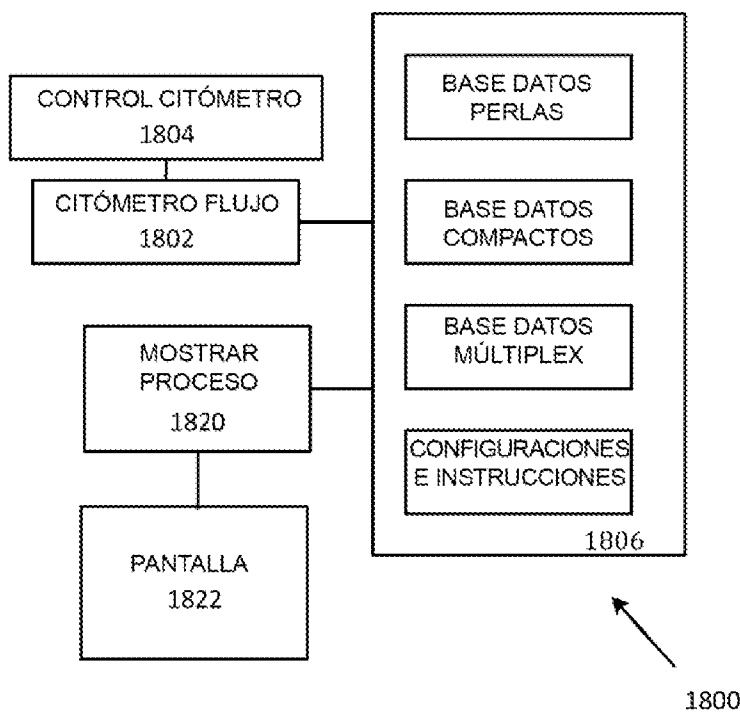 CONTROL CITÓMETRO
1804
CITÓMETRO FLUJO
1802
MOSTRAR
PROCESO
1820
PANTALLA
1822
BASE DATOS
PERLAS
BASE DATOS
COMPACTOS
BASE DATOS
MÚLTIPLEX
CONFIGURACIONES
E INSTRUCCIONES
1806
1800